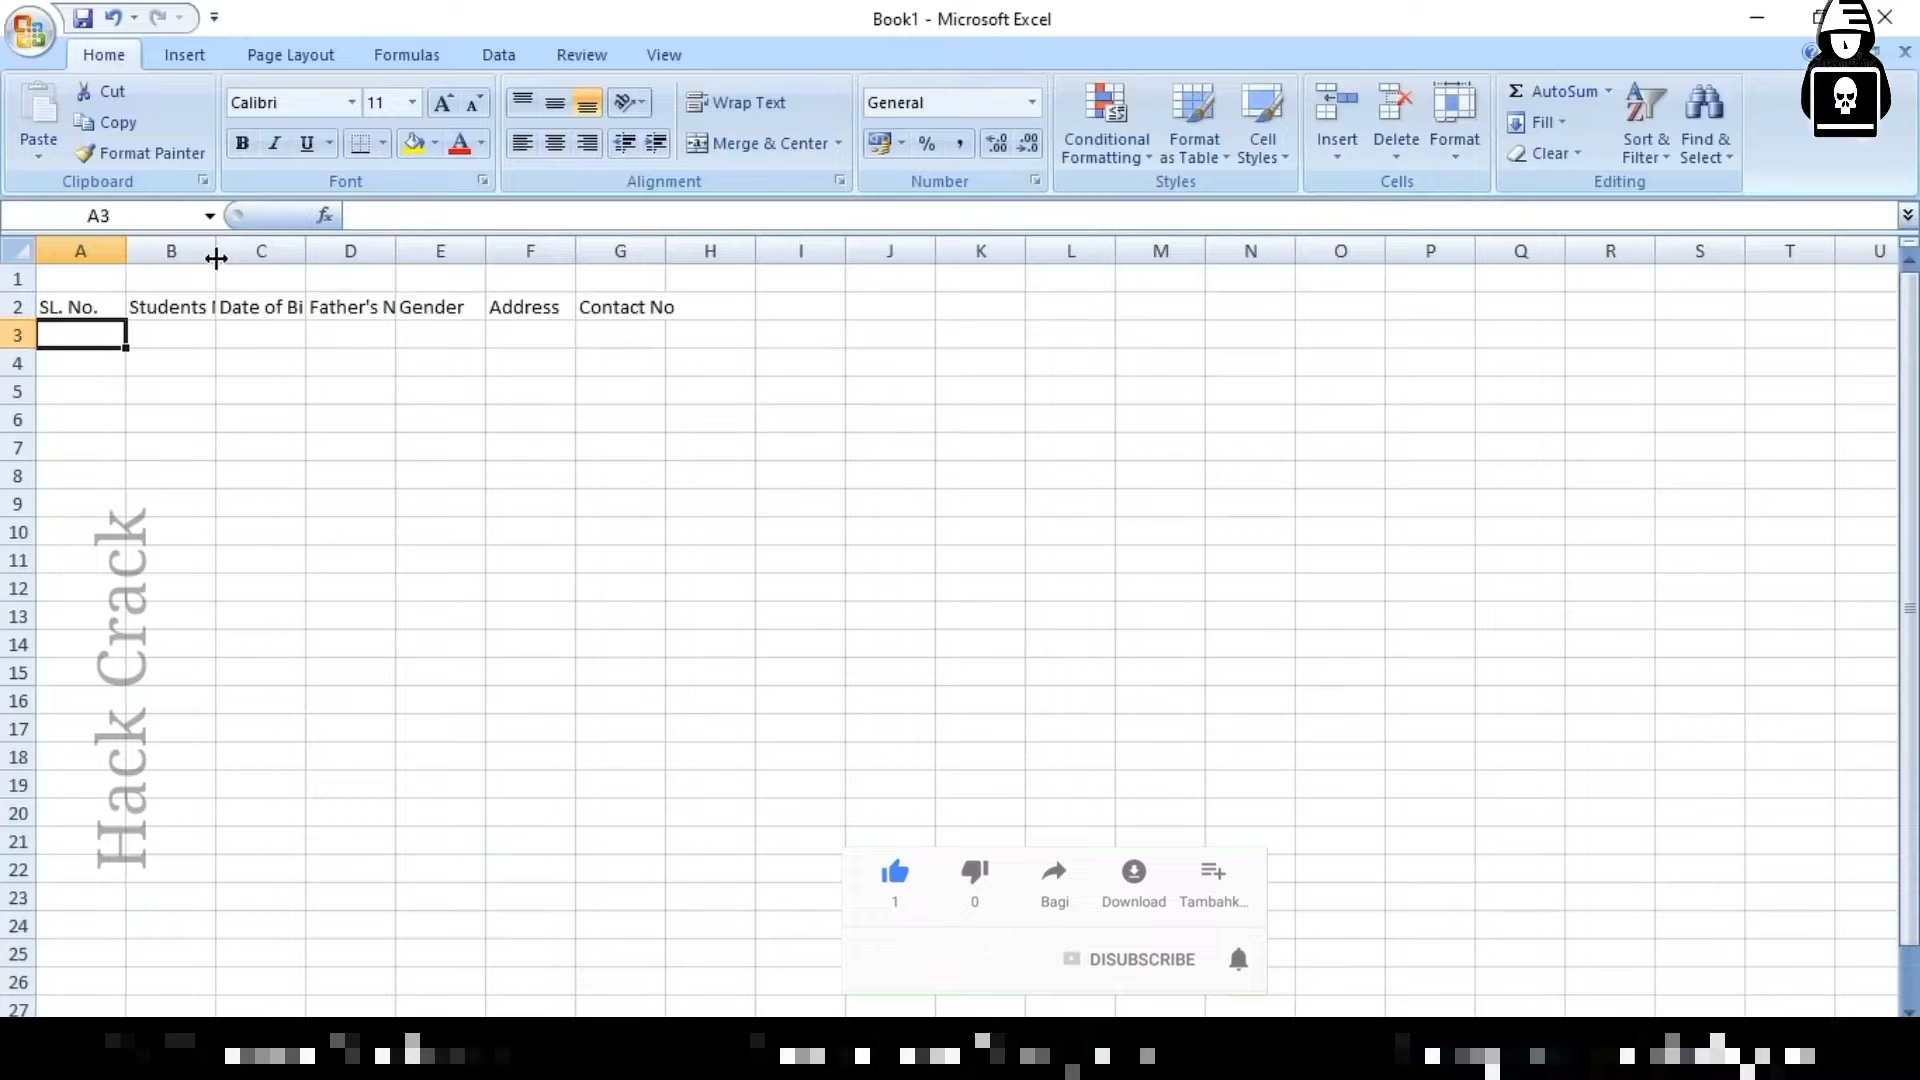 Book1 - Microsoft Excel
Home Insert Page Layout Formulas Data Review View
Paste
Cut
Copy
Format Painter
Clipboard
Calibri 11
B I U
Font
Wrap Text
Merge & Center
Alignment
General
% ,
Number
Conditional Formatting
Format as Table
Cell Styles
Styles
Insert Delete Format
Cells
Σ AutoSum
Fill
Clear
Sort & Filter
Find & Select
Editing
A3 fx
A B C D E F G H I J K L M N O P Q R S T U
1
2 SL. No. Students Date of Bi Father's N Gender Address Contact No
3
4
5
6
7
8
9
10
11
12
13
14
15
16
17
18
19
20
21
22
23
24
25
26
27
Hack Crack
1 0 Bagi Download Tambahk...
DISUBSCRIBE